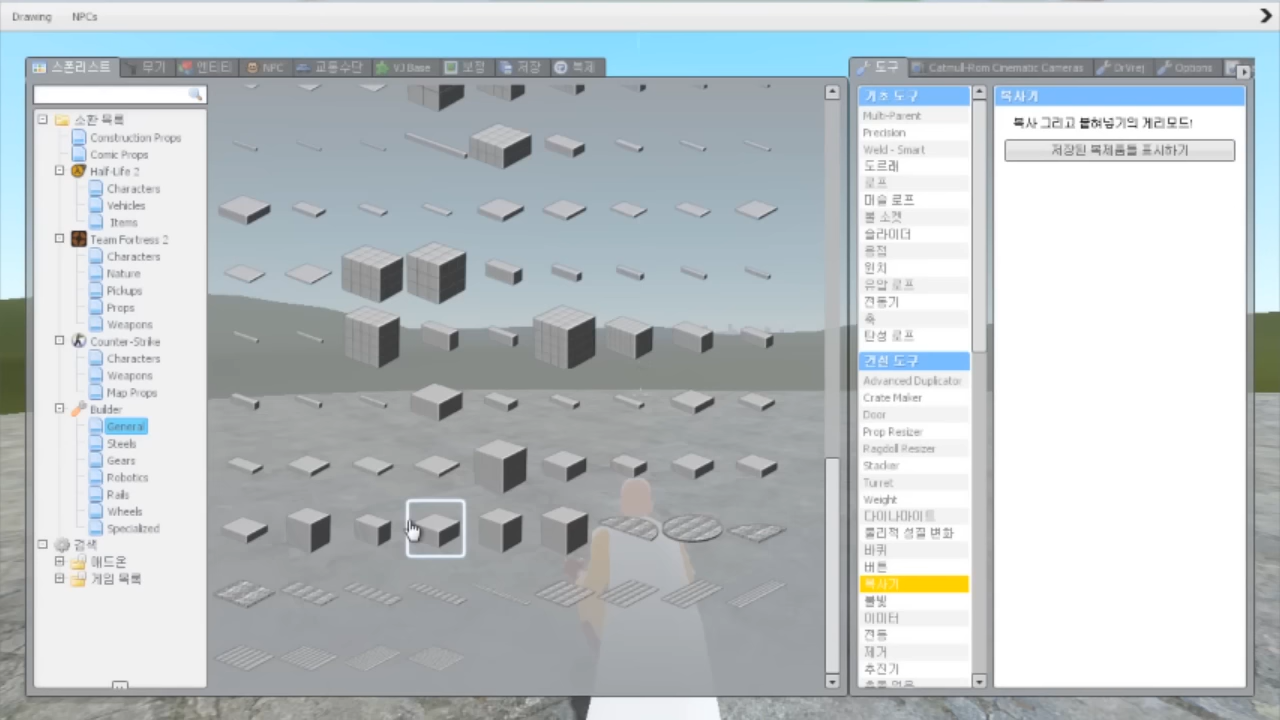 Drawing NPCs
스폰리스트 무기 엔티티 NPC 교통수단 VJ Base 보정 저장 복제
도구 Catmull-Rom Cinematic Cameras DrVrej Options
소환 목록
Construction Props
Comic Props
Half-Life 2
Characters
Vehicles
Items
Team Fortress 2
Characters
Nature
Pickups
Props
Weapons
Counter-Strike
Characters
Weapons
Map Props
Builder
General
Steels
Gears
Robotics
Rails
Wheels
Specialized
검색
애드온
게임 목록
기초 도구
Multi-Parent
Precision
Weld - Smart
도르래
로프
머슬 로프
볼 소켓
슬라이더
용접
윈치
유압 로프
전동기
축
탄성 로프
건설 도구
Advanced Duplicator
Crate Maker
Door
Prop Resizer
Ragdoll Resizer
Stacker
Turret
Weight
다이나마이트
물리적 성질 변화
바퀴
버튼
복사기
불빛
이미터
전등
제거
추진기
복사기
복사 그리고 붙혀넣기의 게리모드!
저장된 복제품들 표시하기